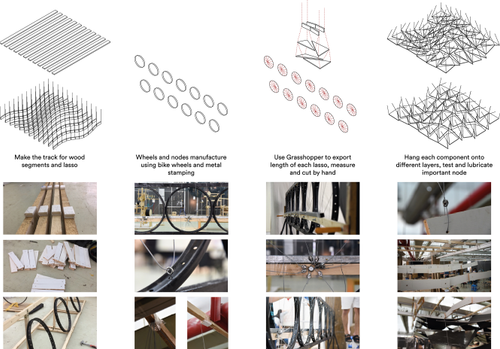 Make the track for wood
segments and lasso
Wheels and nodes manufacture
using bike wheels and metal
stamping
Use Grasshopper to export
length of each lasso, measure
and cut by hand
Hang each component onto
different layers, test and lubricate
important node